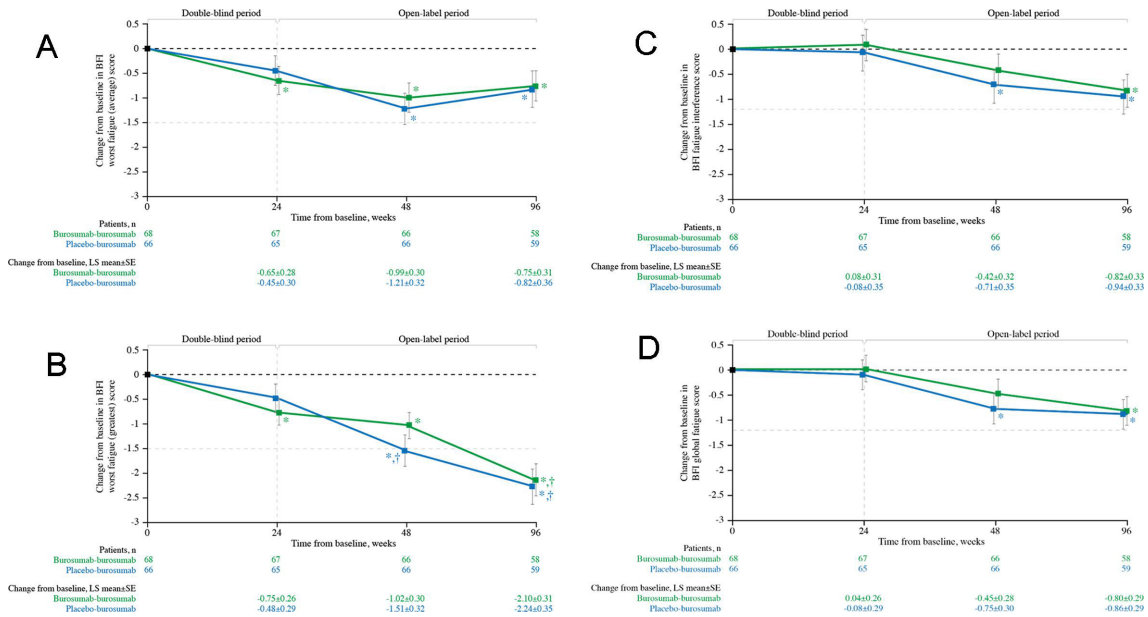 A
Double-blind period Open-label period
Change from baseline in BFI
worst fatigue (average) score
0.5
0
-0.5
-1
-1.5
-2
-2.5
-3
* * * * *
0 24 48 96
Time from baseline, weeks
Patients, n
Burosumab-burosumab 68 67 66 58
Placebo-burosumab 66 65 66 59
Change from baseline, LS mean±SE
Burosumab-burosumab -0.65±0.28 -0.99±0.30 -0.75±0.31
Placebo-burosumab -0.45±0.30 -1.21±0.32 -0.82±0.36
B
Double-blind period Open-label period
Change from baseline in BFI
worst fatigue (greatest) score
0.5
0
-0.5
-1
-1.5
-2
-2.5
-3
* * *,† *,† *,†
0 24 48 96
Time from baseline, weeks
Patients, n
Burosumab-burosumab 68 67 66 58
Placebo-burosumab 66 65 66 59
Change from baseline, LS mean±SE
Burosumab-burosumab -0.75±0.26 -1.02±0.30 -2.10±0.31
Placebo-burosumab -0.48±0.29 -1.51±0.32 -2.24±0.35
C
Double-blind period Open-label period
Change from baseline in
BFI fatigue interference score
0.5
0
-0.5
-1
-1.5
-2
-2.5
-3
* * *
0 24 48 96
Time from baseline, weeks
Patients, n
Burosumab-burosumab 68 67 66 58
Placebo-burosumab 66 65 66 59
Change from baseline, LS mean±SE
Burosumab-burosumab 0.08±0.31 -0.42±0.32 -0.82±0.33
Placebo-burosumab -0.08±0.35 -0.71±0.35 -0.94±0.33
D
Double-blind period Open-label period
Change from baseline in
BFI global fatigue score
0.5
0
-0.5
-1
-1.5
-2
-2.5
-3
* * *
0 24 48 96
Time from baseline, weeks
Patients, n
Burosumab-burosumab 68 67 66 58
Placebo-burosumab 66 65 66 59
Change from baseline, LS mean±SE
Burosumab-burosumab 0.04±0.26 -0.45±0.28 -0.80±0.29
Placebo-burosumab -0.08±0.29 -0.75±0.30 -0.86±0.29